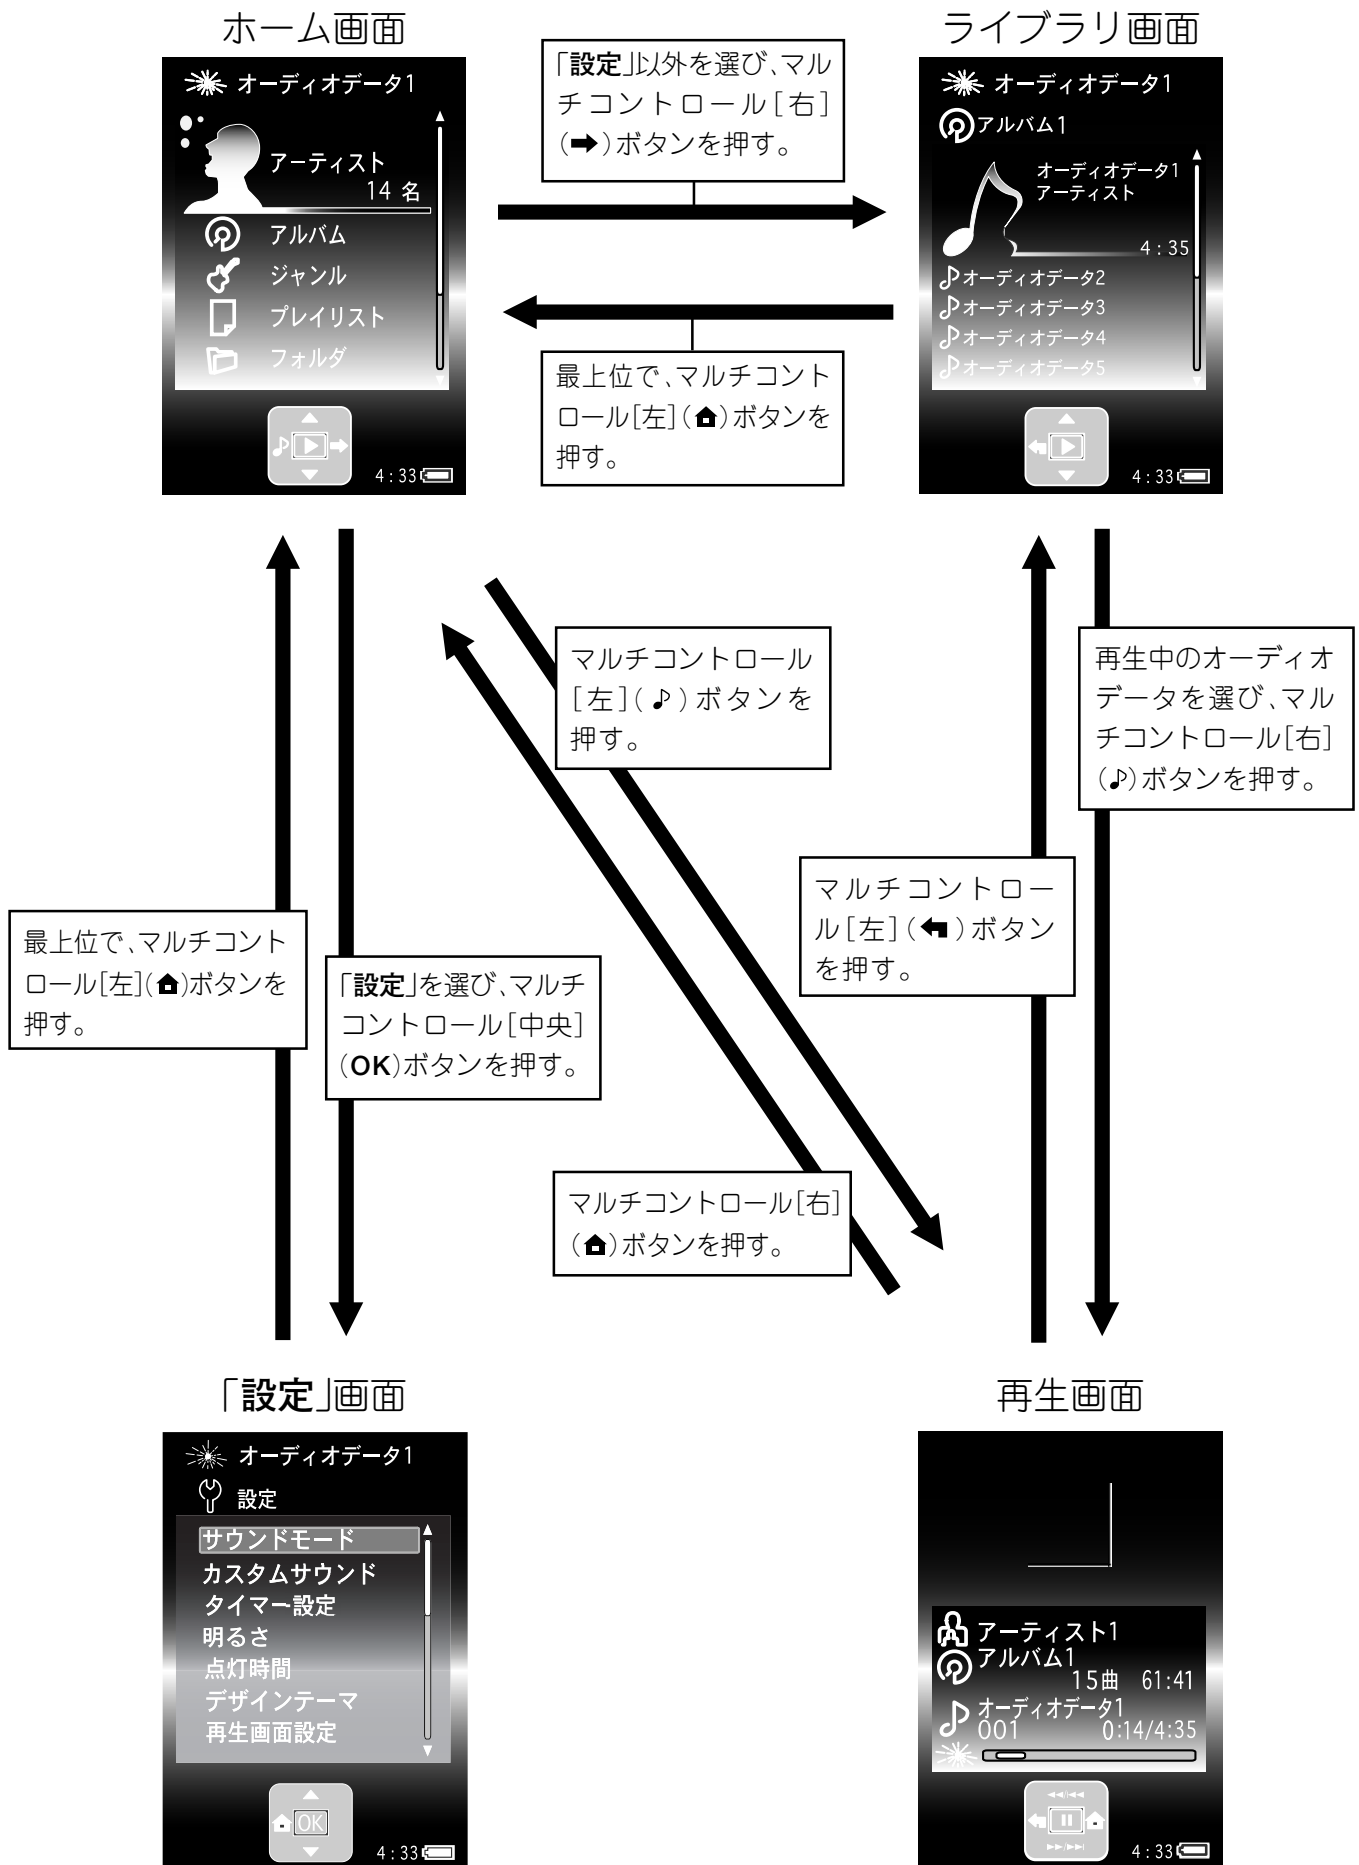 ホーム画面
オーディオデータ1
アーティスト
14 名
アルバム
ジャンル
プレイリスト
フォルダ
4:33
「設定」以外を選び、マル
チコントロール[右]
(➡)ボタンを押す。
最上位で、マルチコント
ロール[左]( )ボタンを
押す。
ライブラリ画面
オーディオデータ1
アルバム1
オーディオデータ1
アーティスト
4:35
オーディオデータ2
オーディオデータ3
オーディオデータ4
オーディオデータ5
4:33
マルチコントロール
[左](♪)ボタンを
押す。
再生中のオーディオ
データを選び、マル
チコントロール[右]
(♪)ボタンを押す。
マルチコントロー
ル[左]( )ボタン
を押す。
最上位で、マルチコント
ロール[左]( )ボタンを
押す。
「設定」を選び、マルチ
コントロール[中央]
(OK)ボタンを押す。
マルチコントロール[右]
( )ボタンを押す。
「設定」画面
オーディオデータ1
設定
サウンドモード
カスタムサウンド
タイマー設定
明るさ
点灯時間
デザインテーマ
再生画面設定
OK
4:33
再生画面
アーティスト1
アルバム1
15曲 61:41
オーディオデータ1
001 0:14/4:35
4:33